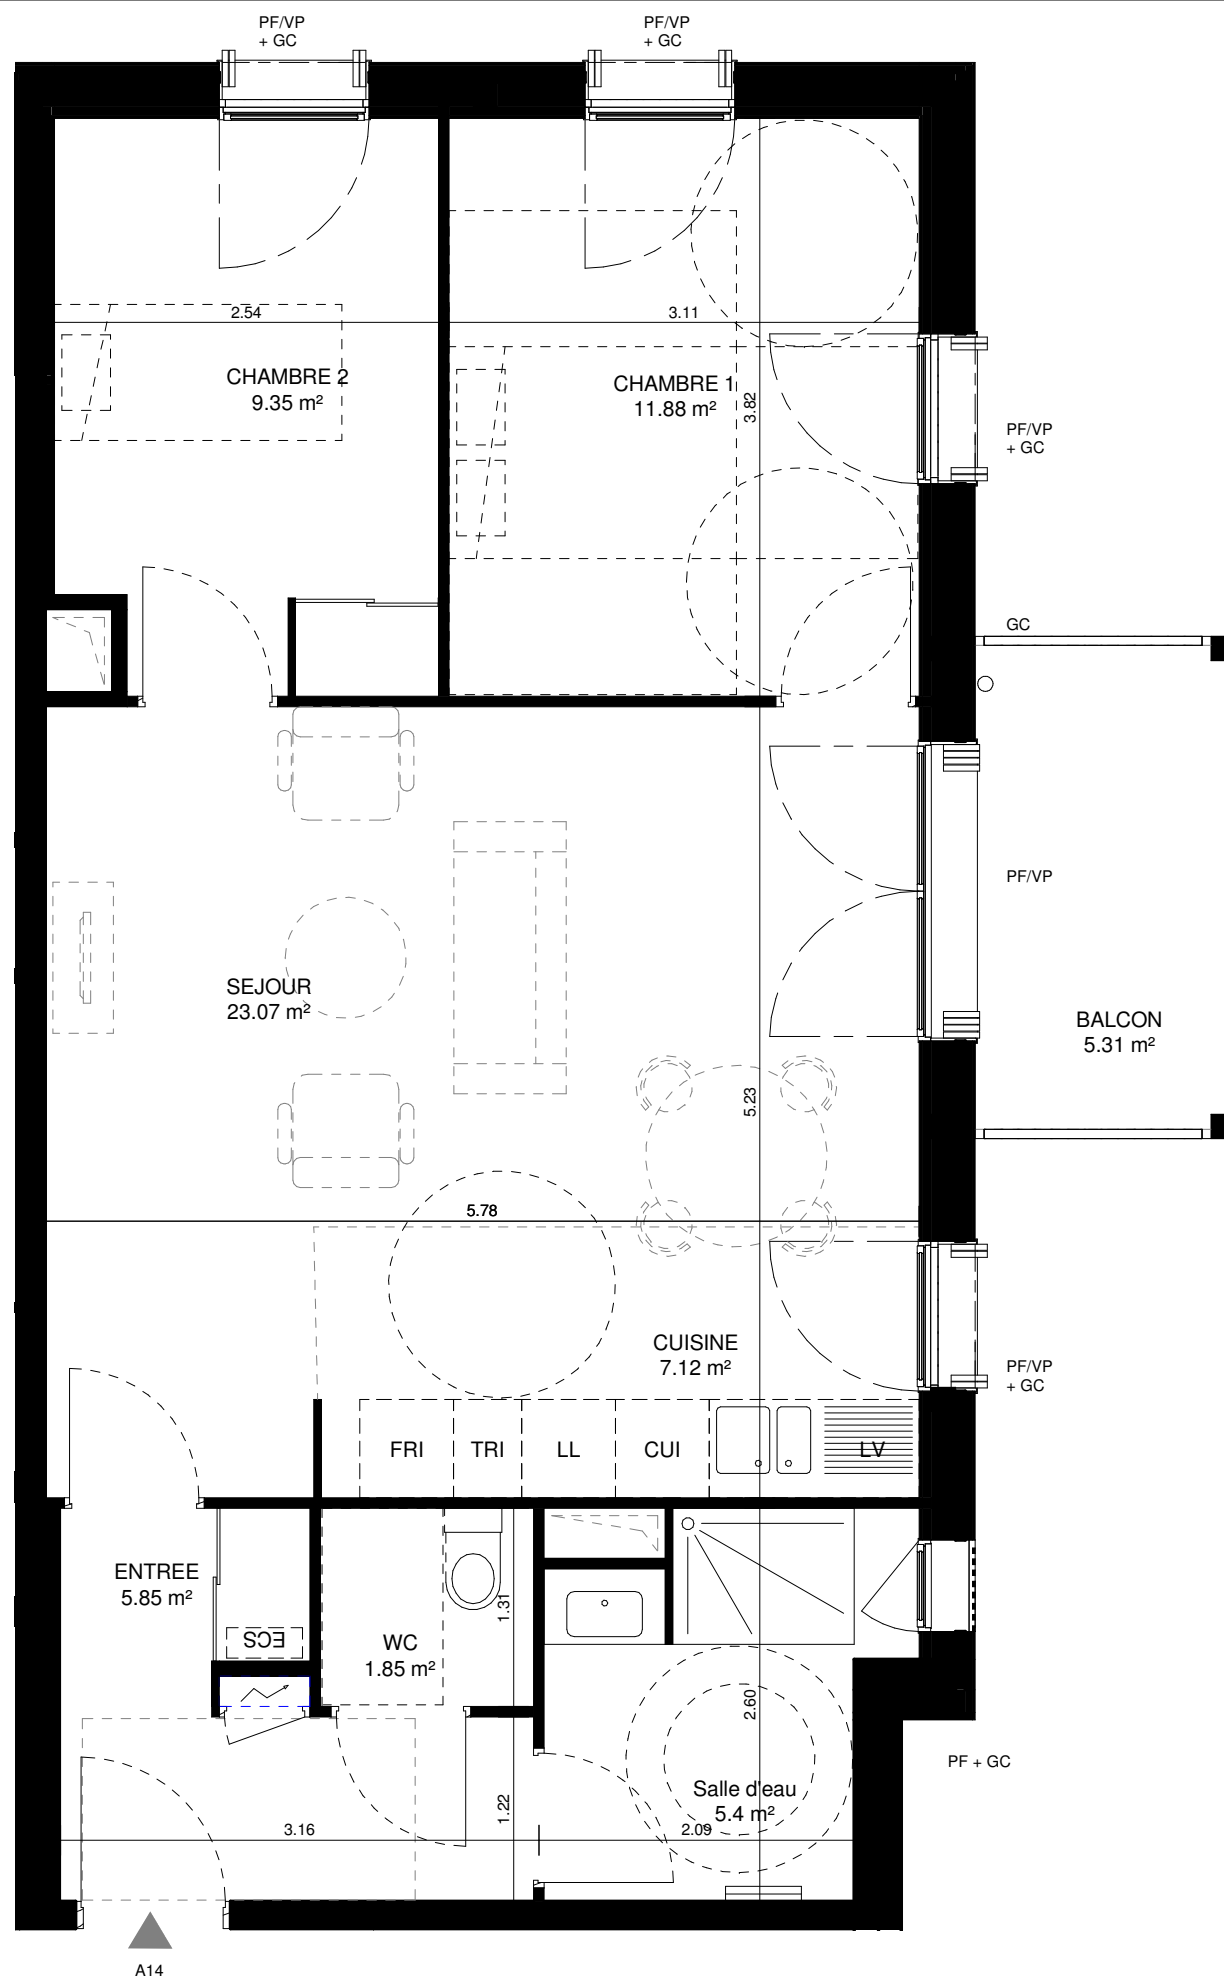 PF/VP
+ GC
PF/VP
+ GC
2.54
3.11
CHAMBRE 2
9.35 m²
CHAMBRE 1
11.88 m²
3.82
PF/VP
+ GC
GC
PF/VP
SEJOUR
23.07 m²
BALCON
5.31 m²
5.23
5.78
CUISINE
7.12 m²
PF/VP
+ GC
FRI
TRI
LL
CUI
LV
ENTREE
5.85 m²
ECS
WC
1.85 m²
1.31
2.60
PF + GC
Salle d'eau
5.4 m²
1.22
3.16
2.09
A14